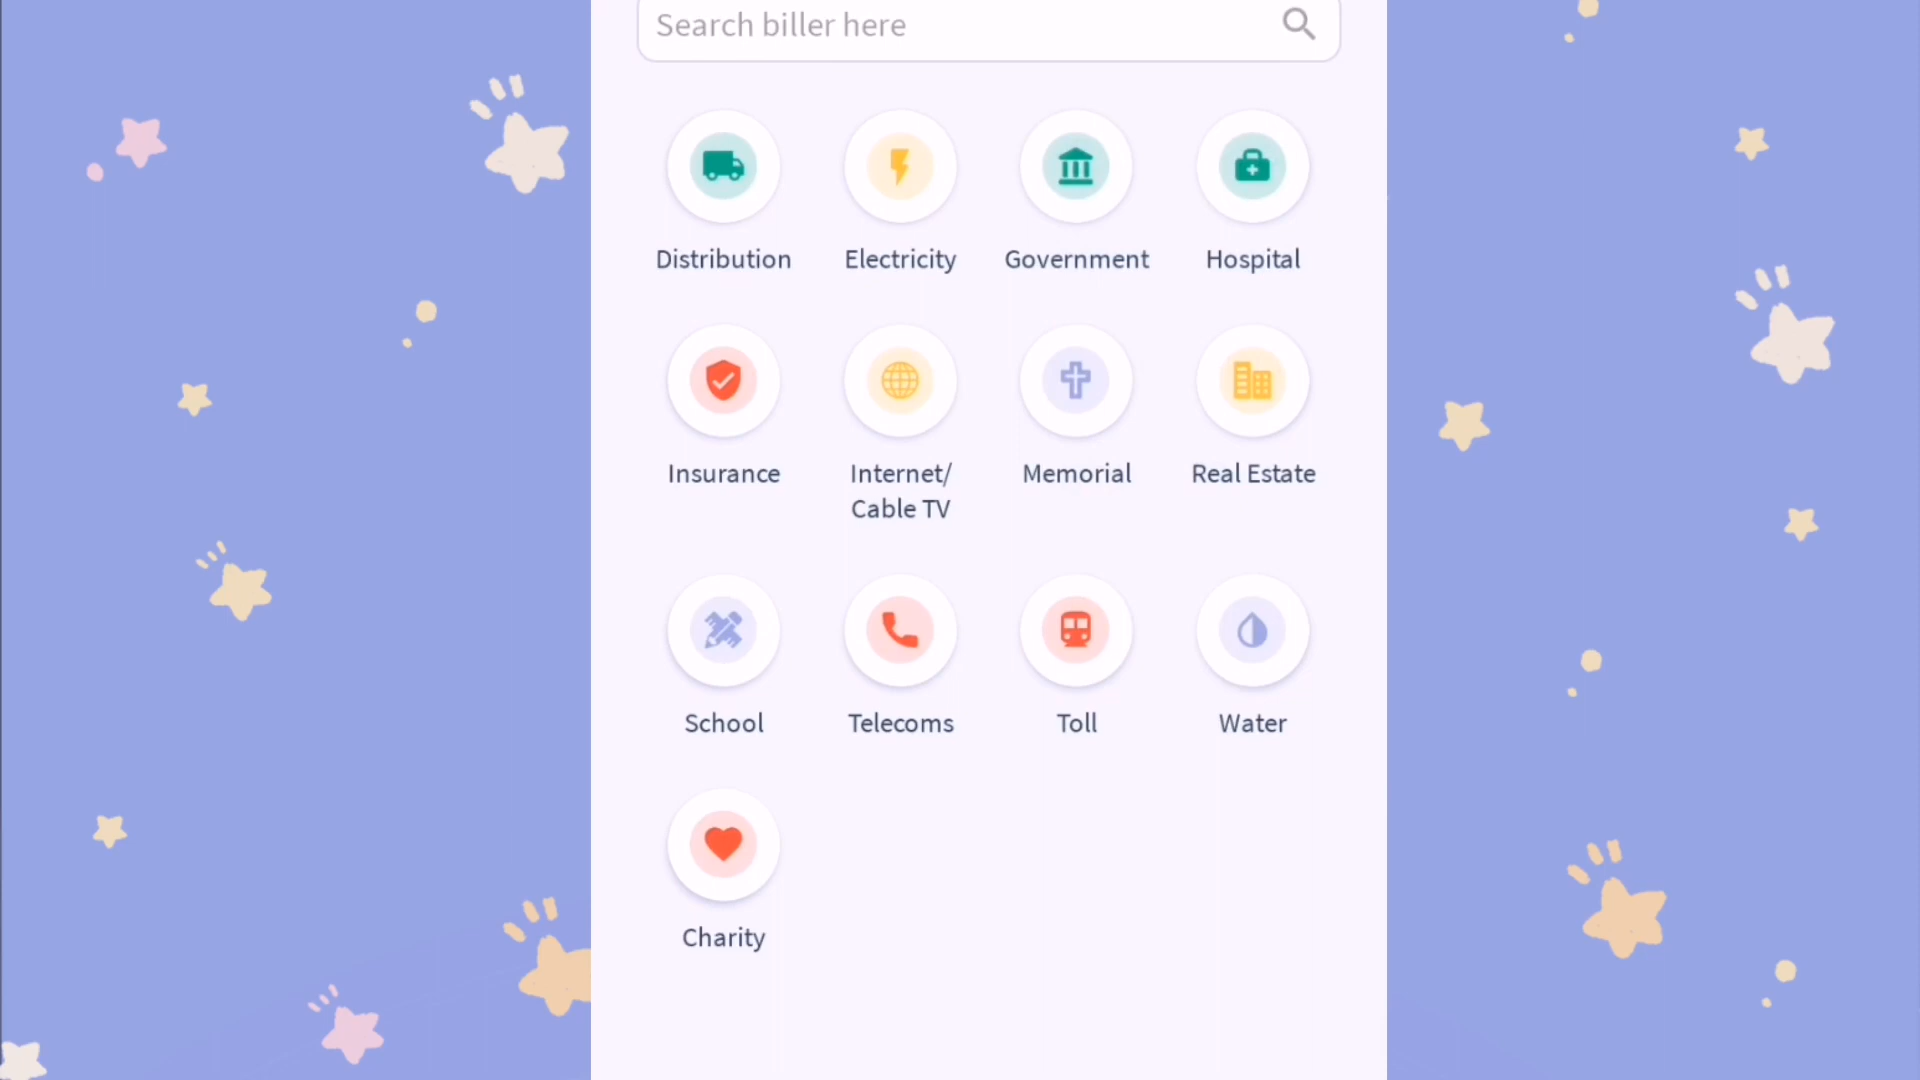 Search biller here
Distribution
Electricity
Government
Hospital
Insurance
Internet/
Cable TV
Memorial
Real Estate
School
Telecoms
Toll
Water
Charity